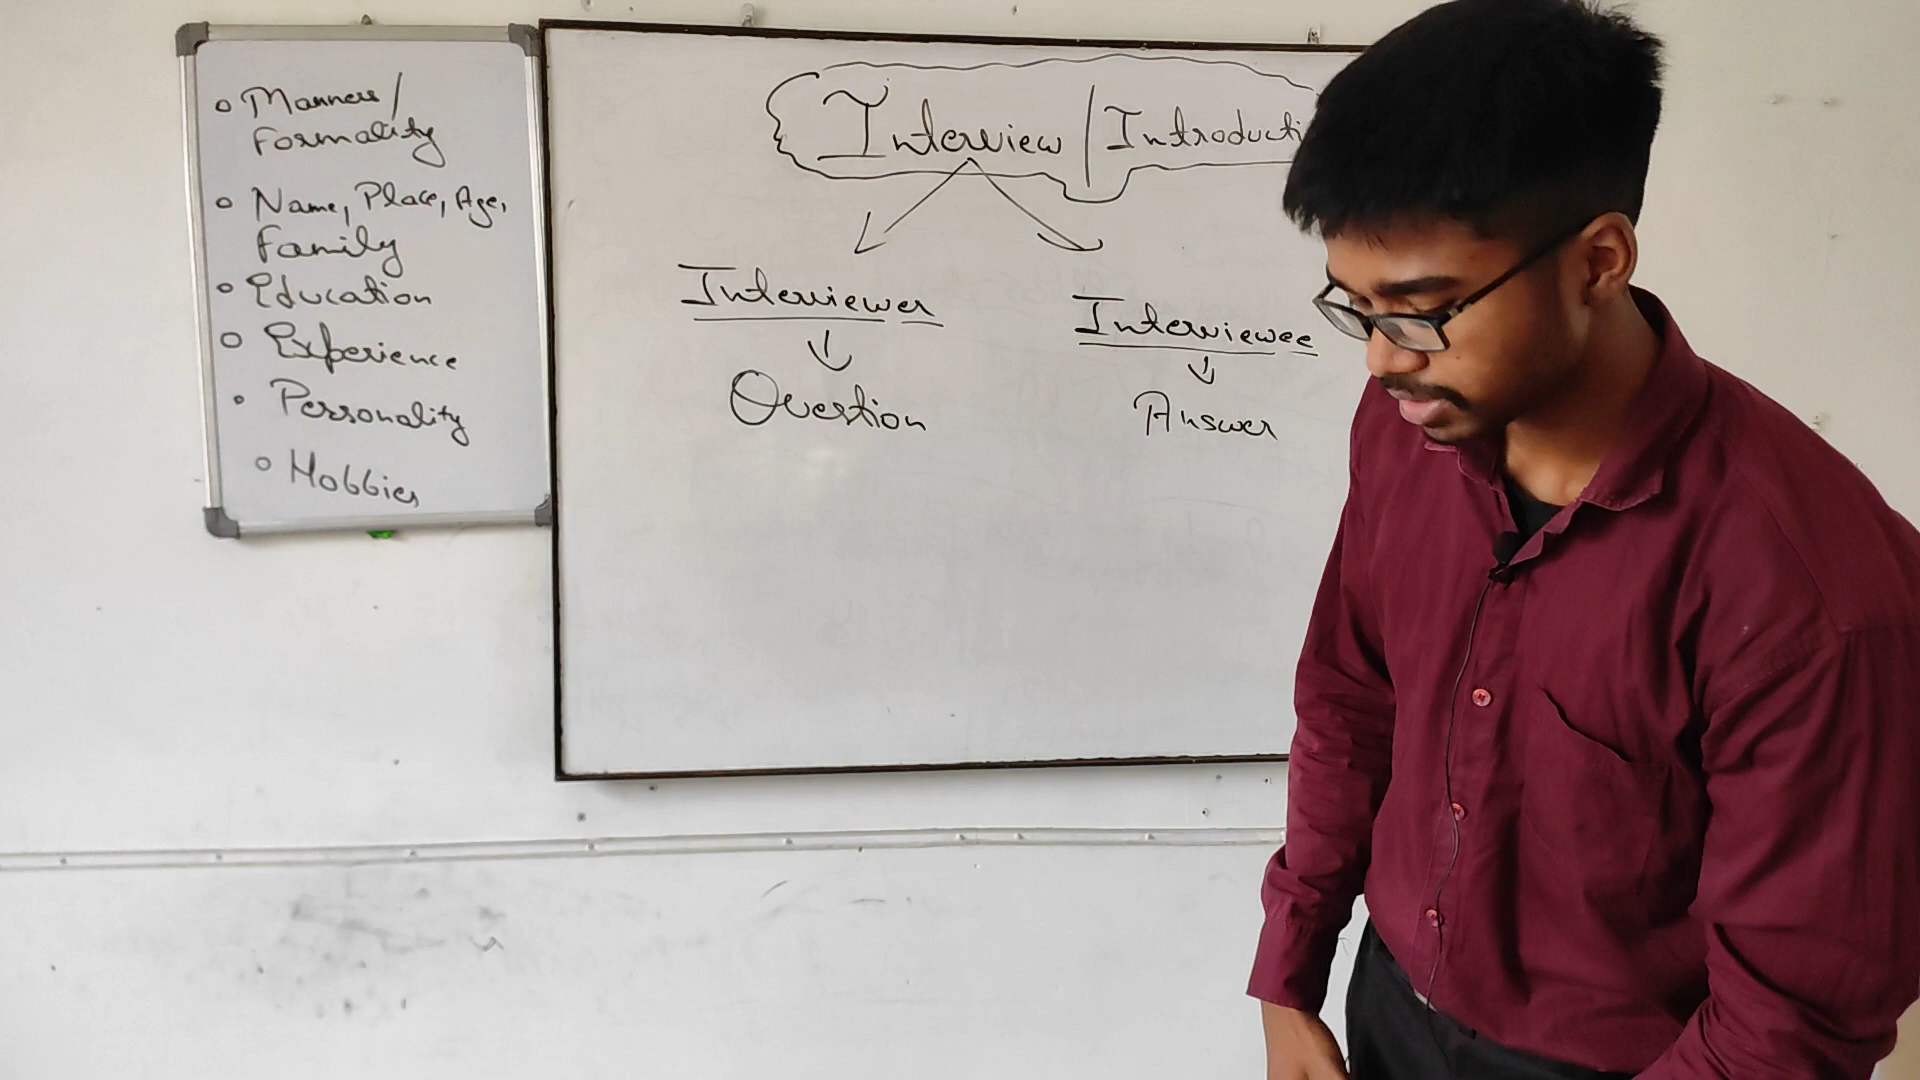 Manners/
Formality
Name, Place, Age,
Family
Education
Experience
Personality
Hobbies
Interview | Introducti
Interviewer
Interviewee
Question
Answer